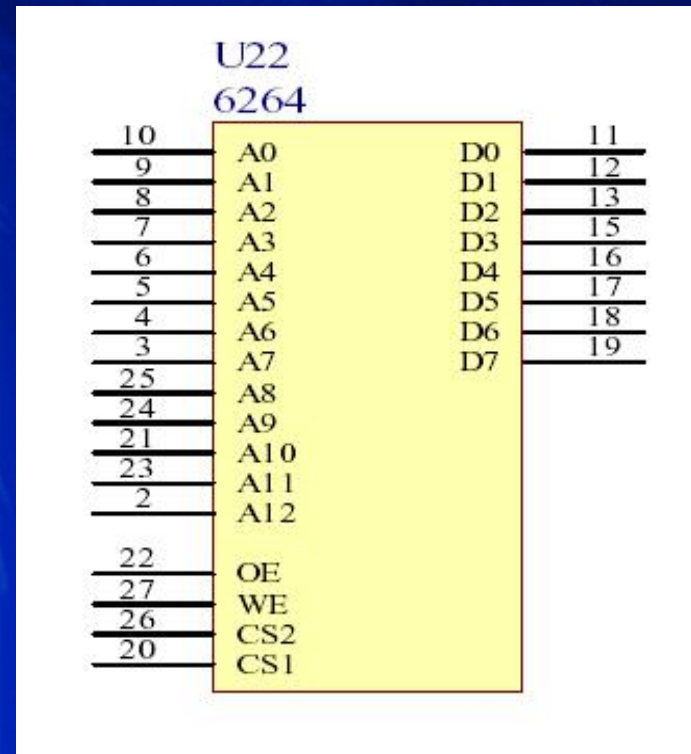 U22
6264
10 A0 D0 11
9 A1 D1 12
8 A2 D2 13
7 A3 D3 15
6 A4 D4 16
5 A5 D5 17
4 A6 D6 18
3 A7 D7 19
25 A8
24 A9
21 A10
23 A11
2 A12
22 OE
27 WE
26 CS2
20 CS1